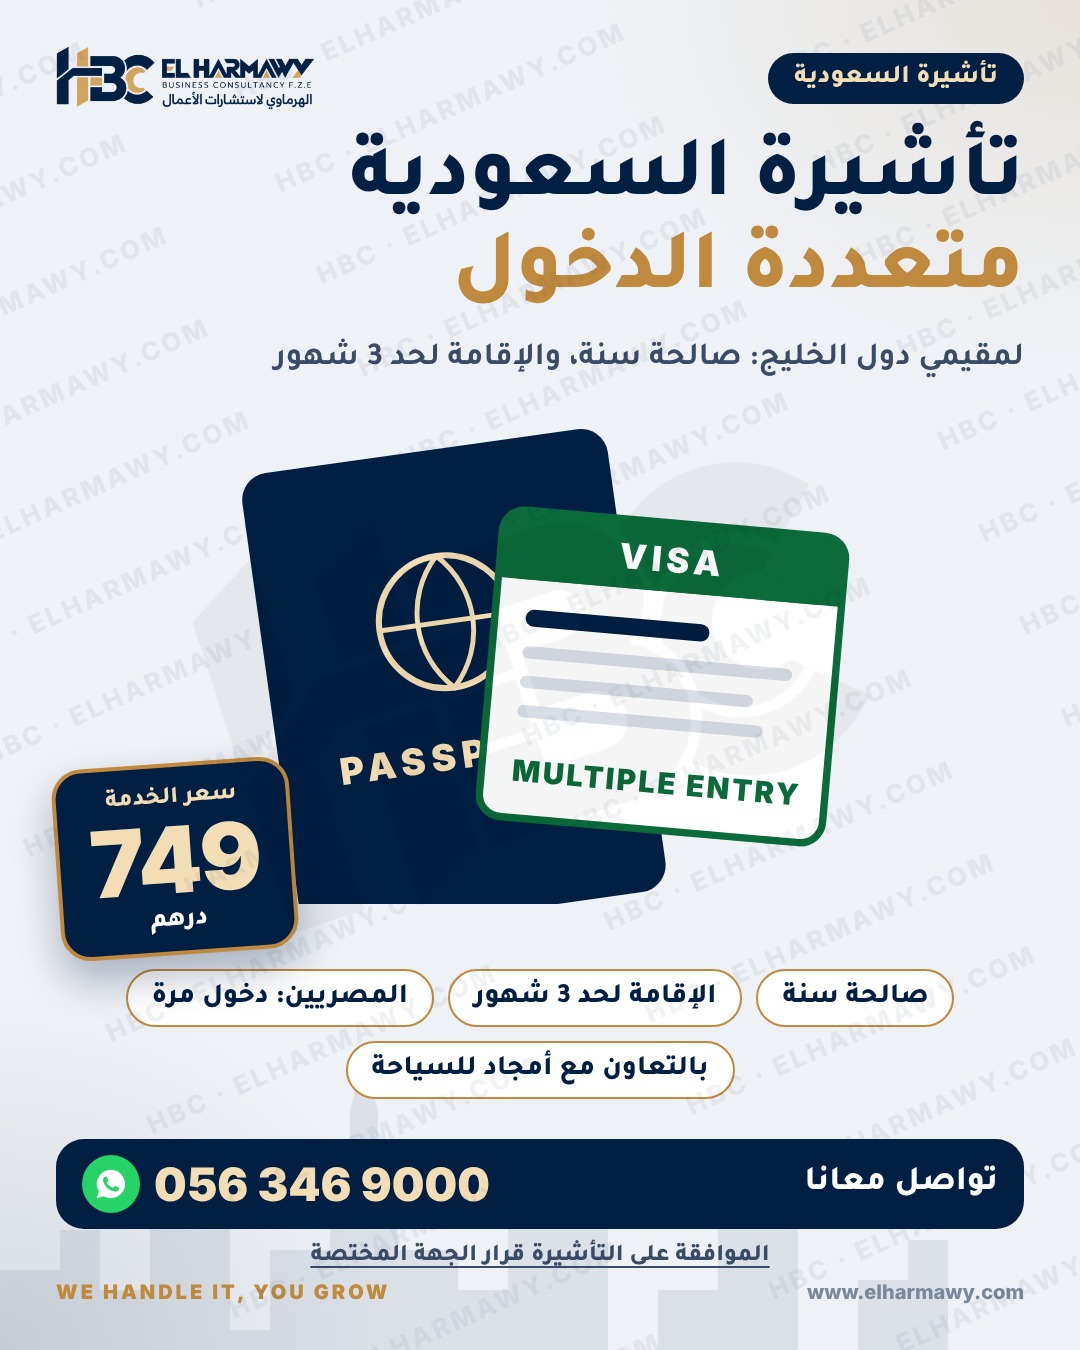 HBC EL HARMAWY
BUSINESS CONSULTANCY F.Z.E
الهرماوي لاستشارات الأعمال
تأشيرة السعودية
تأشيرة السعودية
متعددة الدخول
لمقيمي دول الخليج: صالحة سنة، والإقامة لحد 3 شهور
VISA
MULTIPLE ENTRY
PASSP
سعر الخدمة
749
درهم
صالحة سنة
الإقامة لحد 3 شهور
المصريين: دخول مرة
بالتعاون مع أمجاد للسياحة
تواصل معانا
056 346 9000
الموافقة على التأشيرة قرار الجهة المختصة
WE HANDLE IT, YOU GROW
www.elharmawy.com
HBC · ELHARMAWY.COM